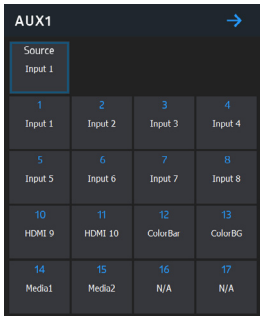 AUX1
Source
Input 1
1 2 3 4
Input 1 Input 2 Input 3 Input 4
5 6 7 8
Input 5 Input 6 Input 7 Input 8
10 11 12 13
HDMI 9 HDMI 10 ColorBar ColorBG
14 15 16 17
Media1 Media2 N/A N/A